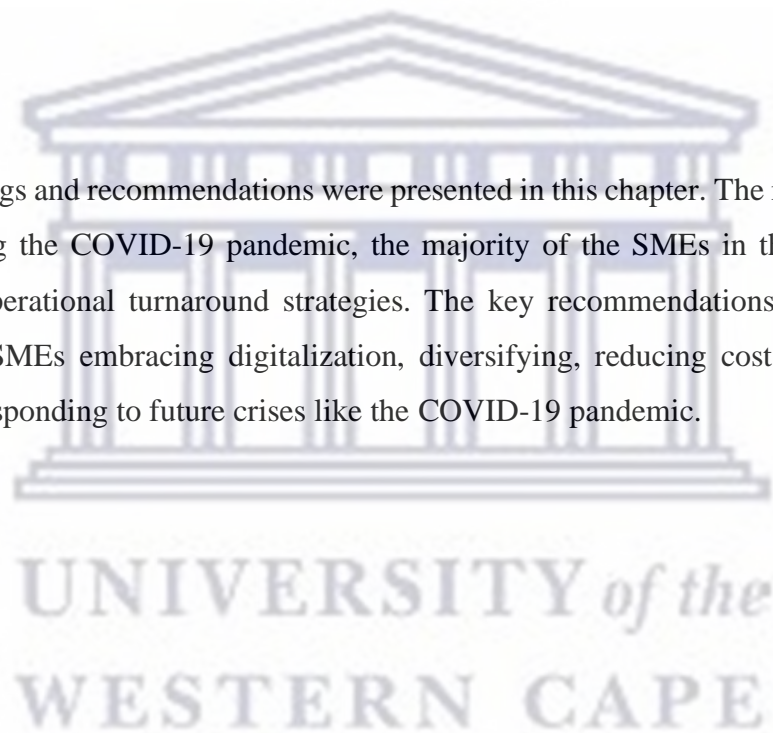 gs and recommendations were presented in this chapter. The
g the COVID-19 pandemic, the majority of the SMEs in
perational turnaround strategies. The key recommendations
SMEs embracing digitalization, diversifying, reducing cost
sponding to future crises like the COVID-19 pandemic.
UNIVERSITY of the
WESTERN CAPE